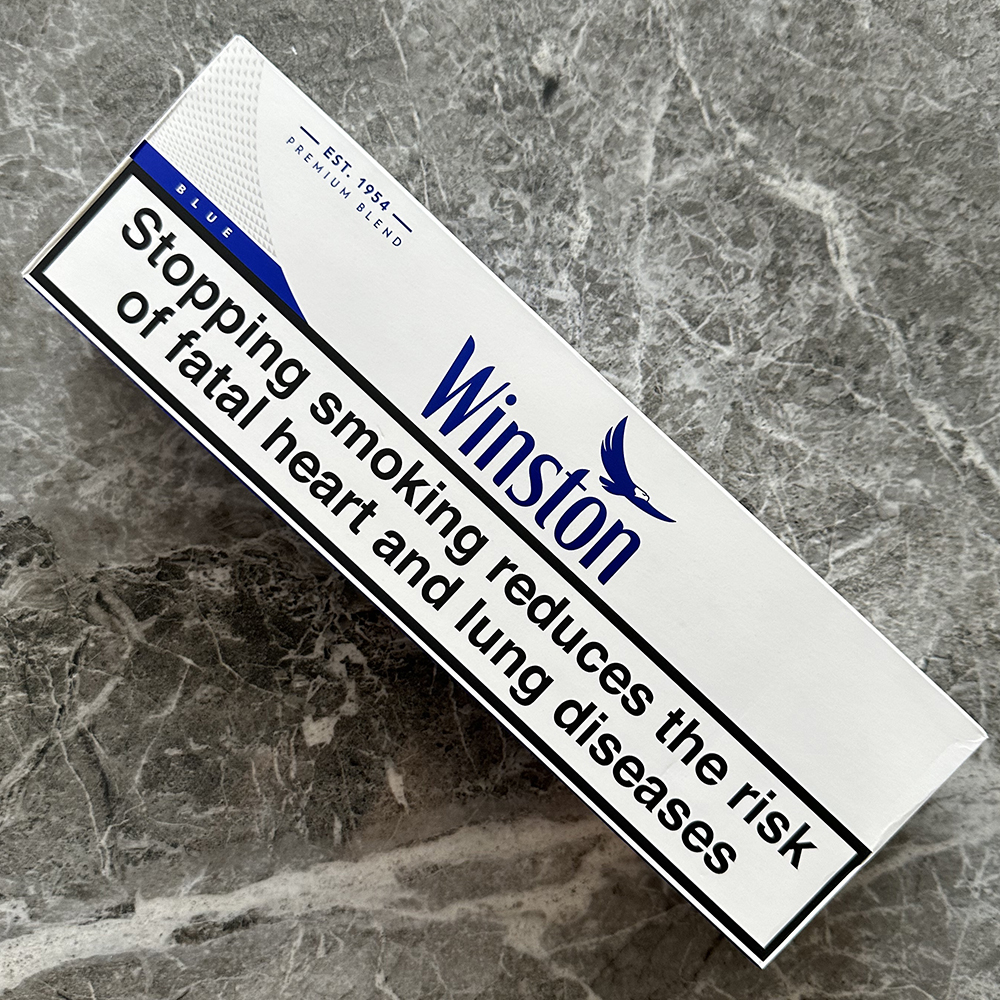 EST. 1954
PREMIUM BLEND
BLUE
Winston
Stopping smoking reduces the risk
of fatal heart and lung diseases